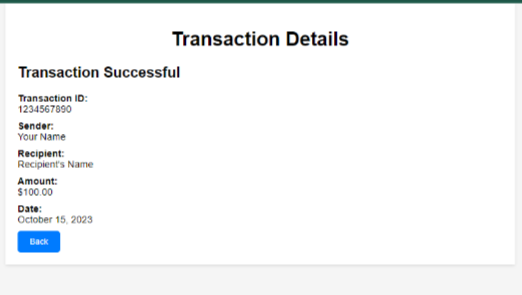 Transaction Details
Transaction Successful
Transaction ID:
1234567890
Sender:
Your Name
Recipient:
Recipient's Name
Amount:
$100.00
Date:
October 15, 2023
Back